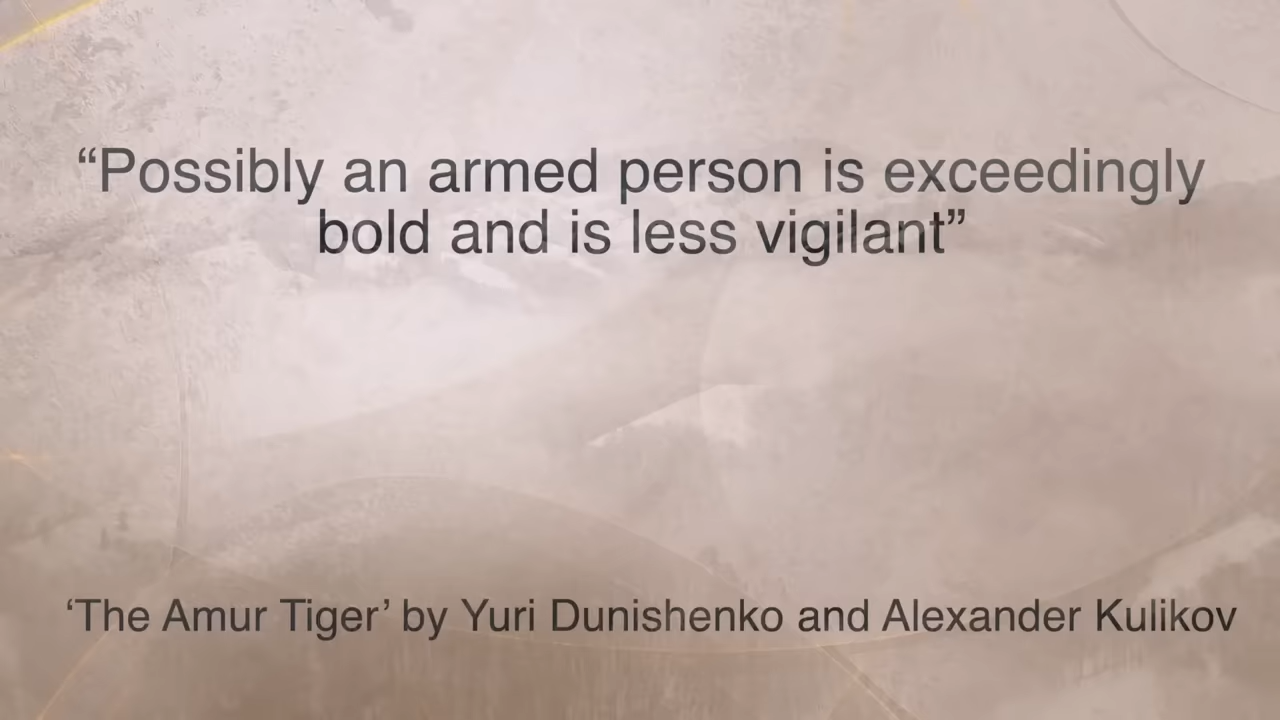 “Possibly an armed person is exceedingly
bold and is less vigilant”
‘The Amur Tiger’ by Yuri Dunishenko and Alexander Kulikov